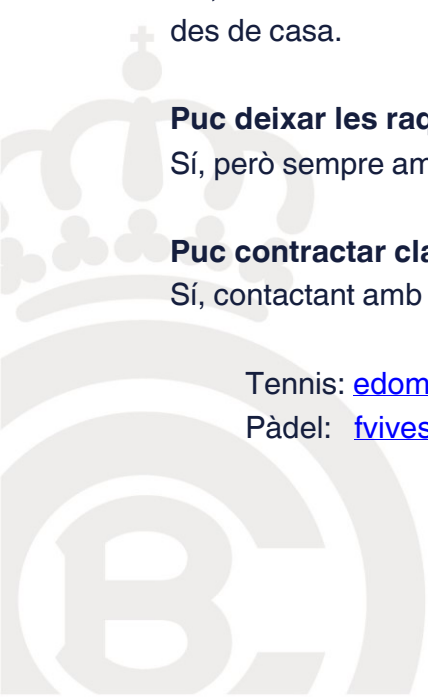 des de casa.
Puc deixar les
Sí, però sempre
Puc contractar
Sí, contactant amb
Tennis:
Pàdel: